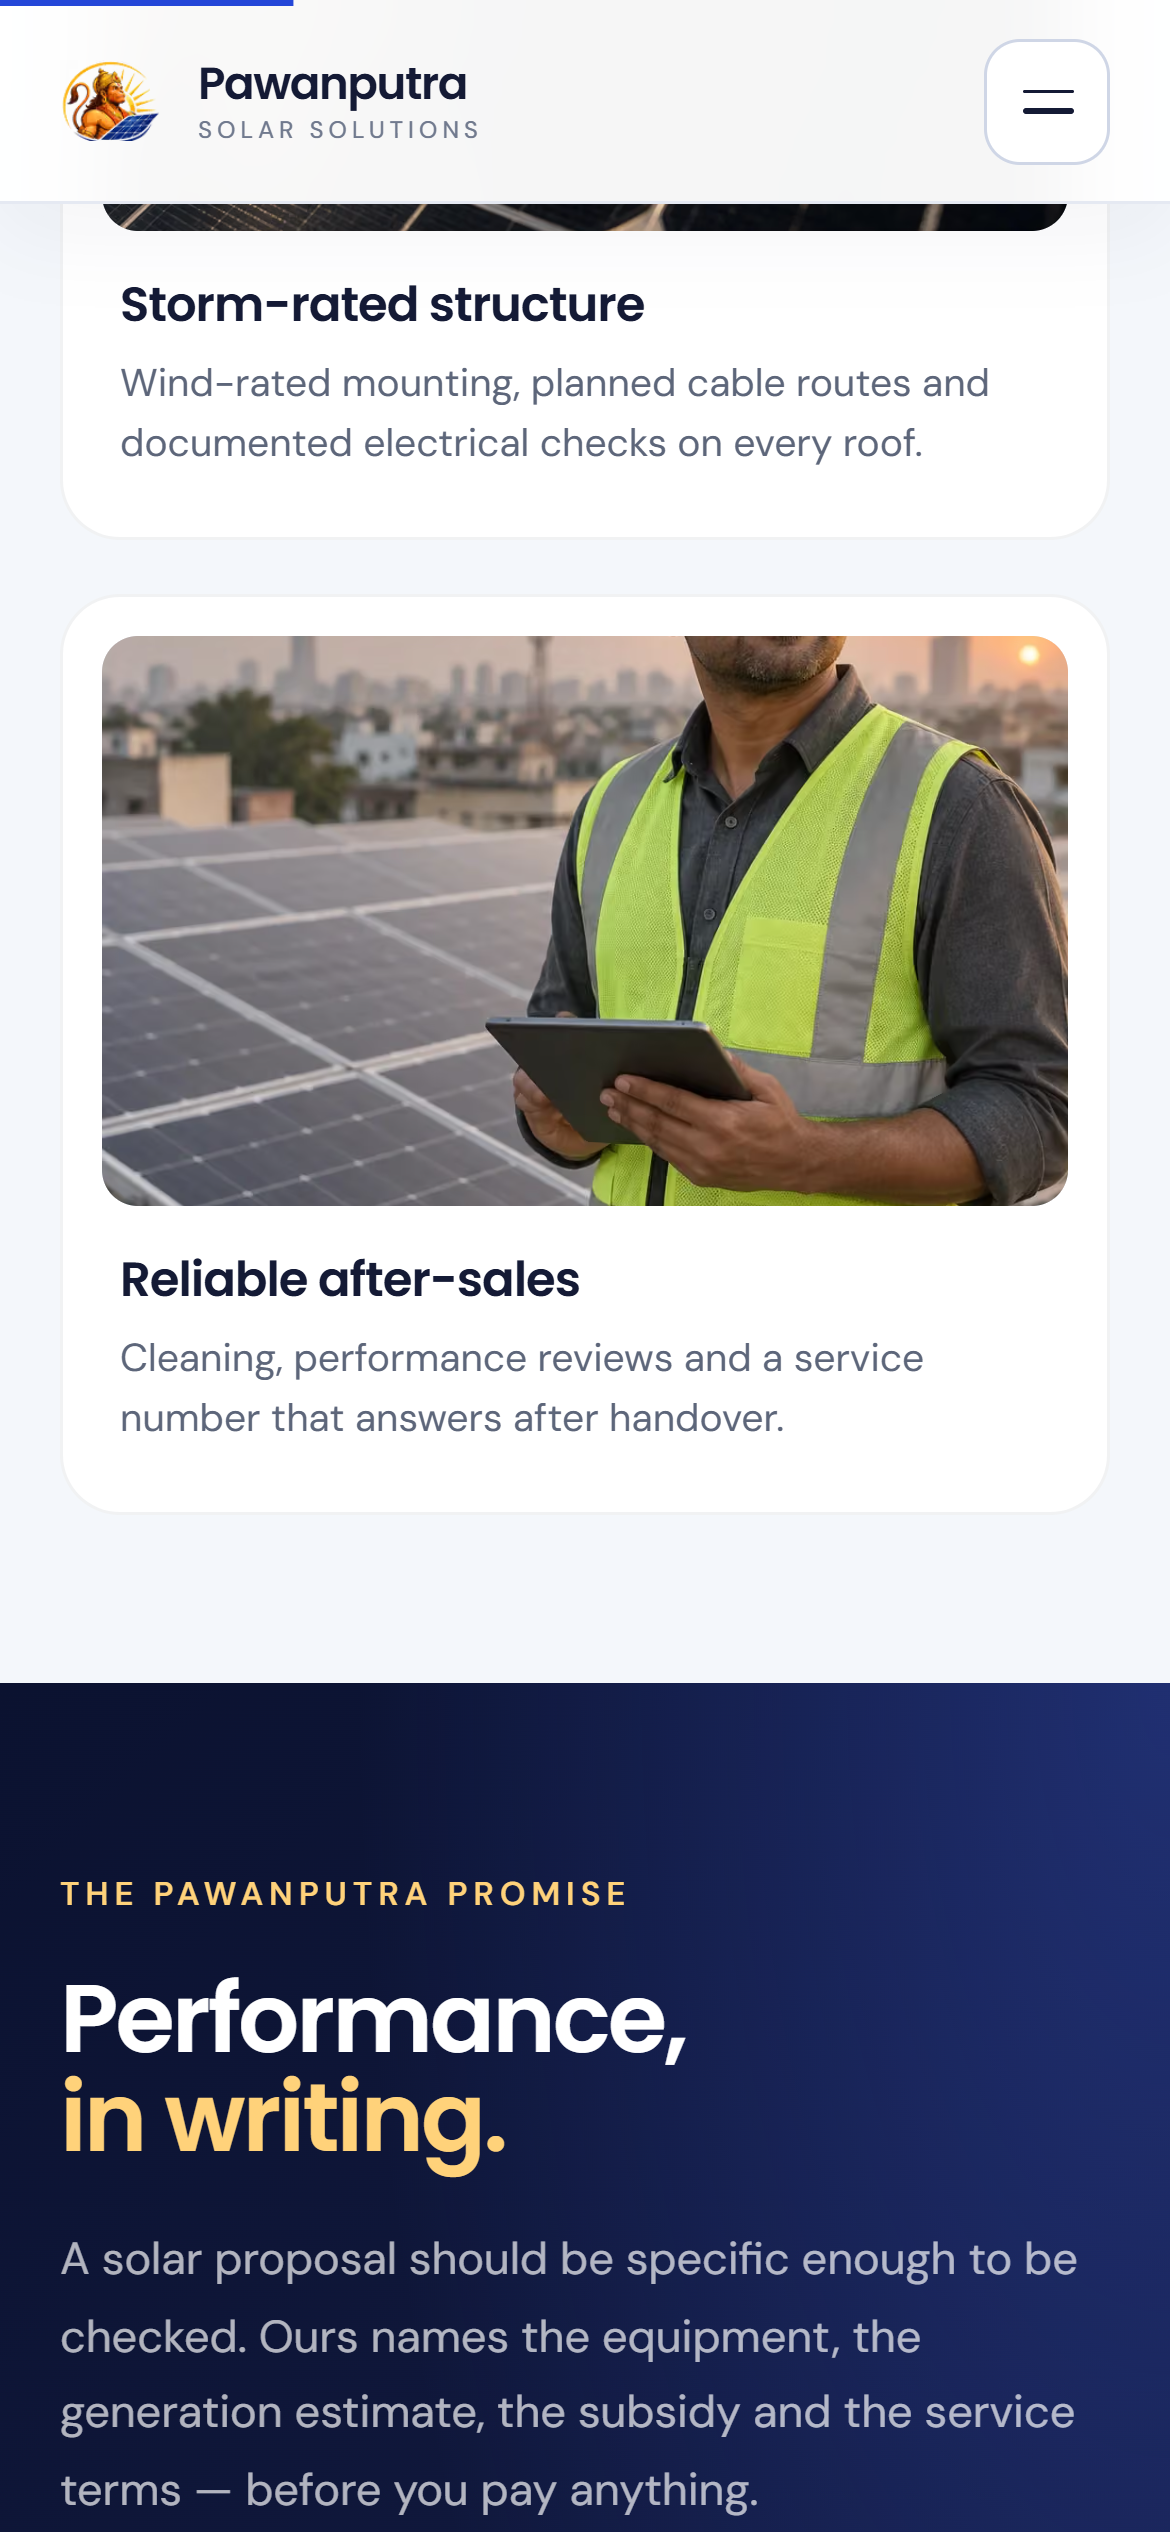 Pawanputra
SOLAR SOLUTIONS
Storm-rated structure
Wind-rated mounting, planned cable routes and
documented electrical checks on every roof.
Reliable after-sales
Cleaning, performance reviews and a service
number that answers after handover.
THE PAWANPUTRA PROMISE
Performance,
in writing.
A solar proposal should be specific enough to be
checked. Ours names the equipment, the
generation estimate, the subsidy and the service
terms — before you pay anything.